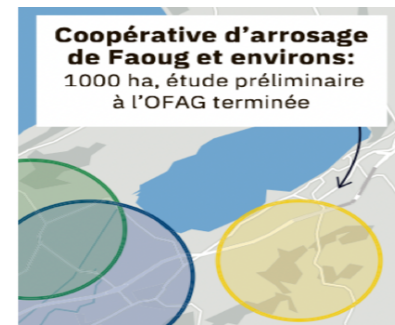 Coopérative d'arrosage
de Faoug et environs:
1000 ha, étude préliminaire
à l'OFAG terminée